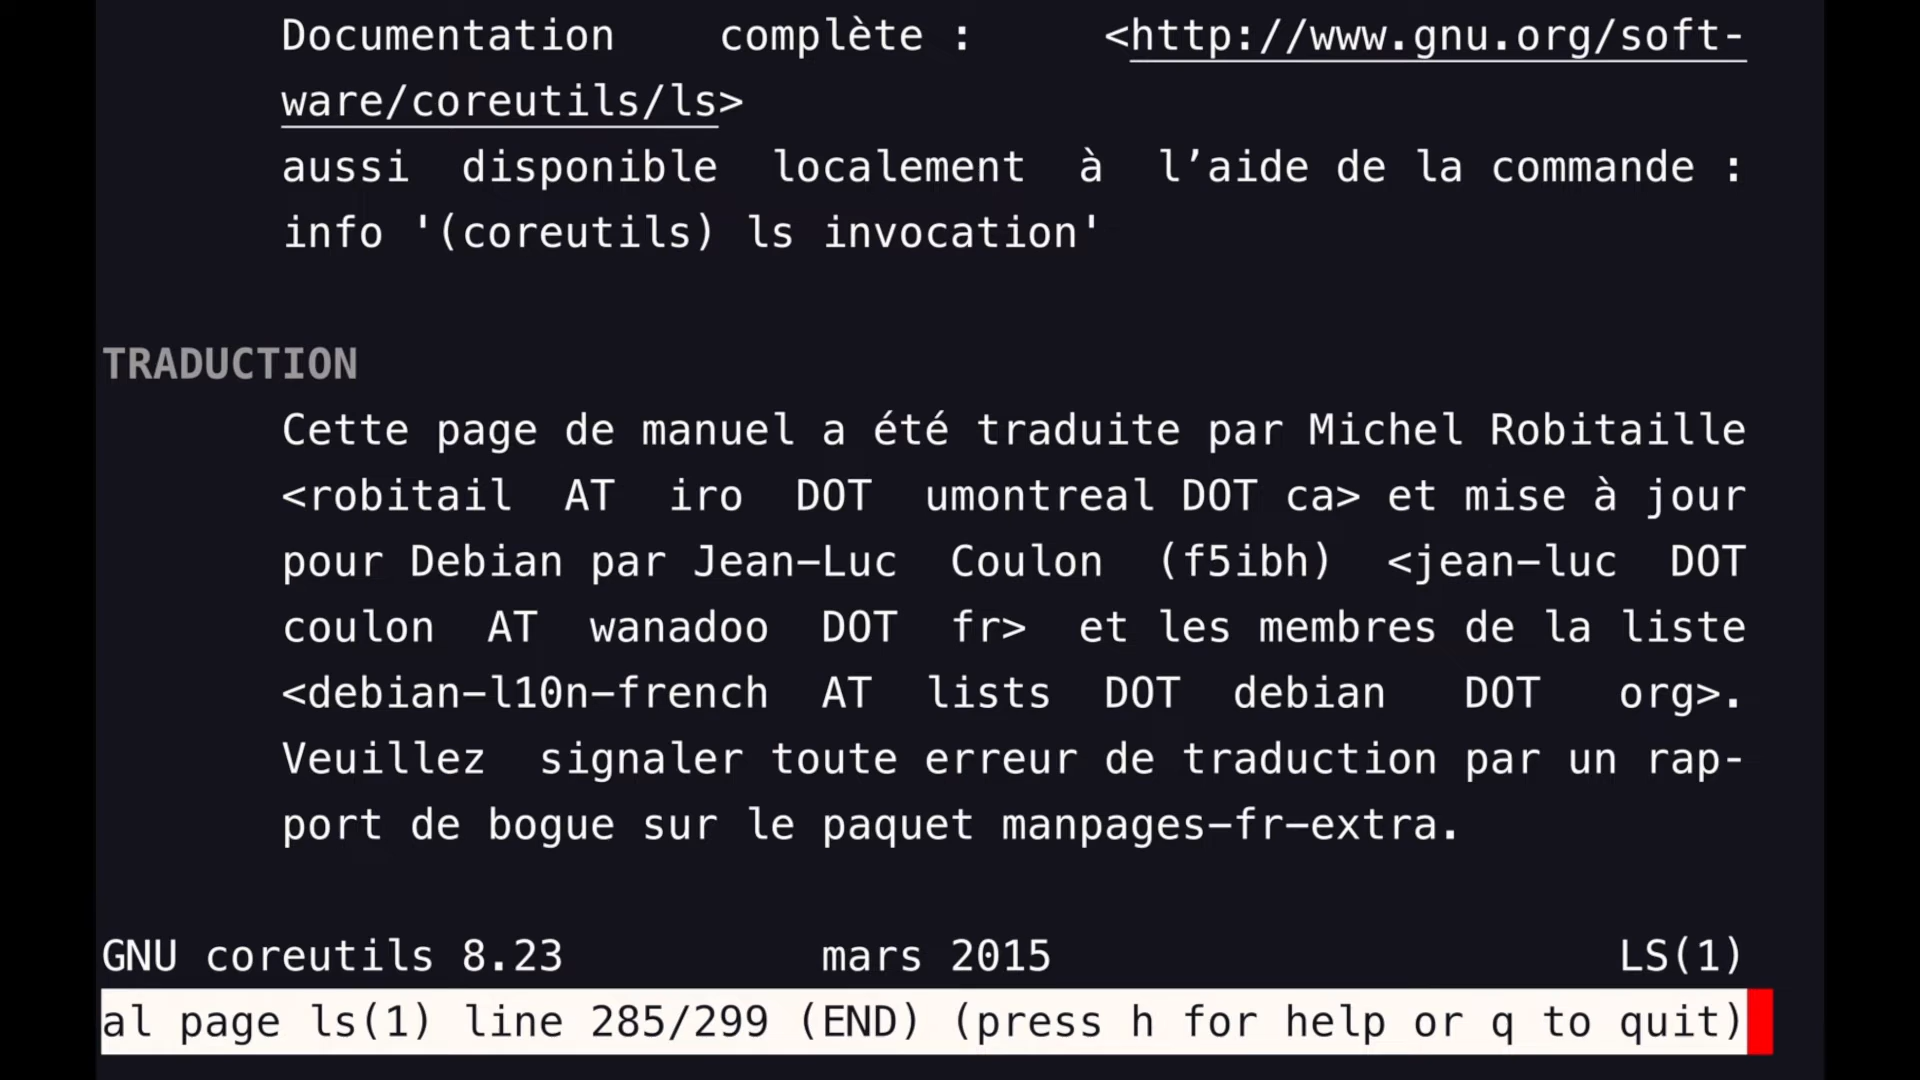 Documentation complète : <http://www.gnu.org/soft-
ware/coreutils/ls>
aussi disponible localement à l’aide de la commande :
info '(coreutils) ls invocation'
TRADUCTION
Cette page de manuel a été traduite par Michel Robitaille
<robitail AT iro DOT umontreal DOT ca> et mise à jour
pour Debian par Jean−Luc Coulon (f5ibh) <jean−luc DOT
coulon AT wanadoo DOT fr> et les membres de la liste
<debian−l10n−french AT lists DOT debian DOT org>.
Veuillez signaler toute erreur de traduction par un rap-
port de bogue sur le paquet manpages−fr−extra.
GNU coreutils 8.23 mars 2015 LS(1)
al page ls(1) line 285/299 (END) (press h for help or q to quit)